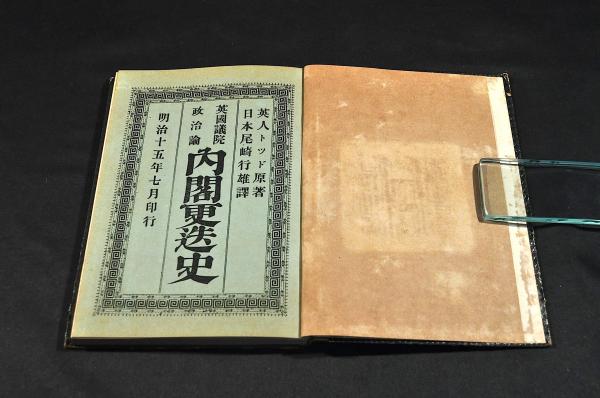 英人トッド原著
日本尾崎行雄譯
英國議院
政治論
内閣更迭史
明治十五年七月印行